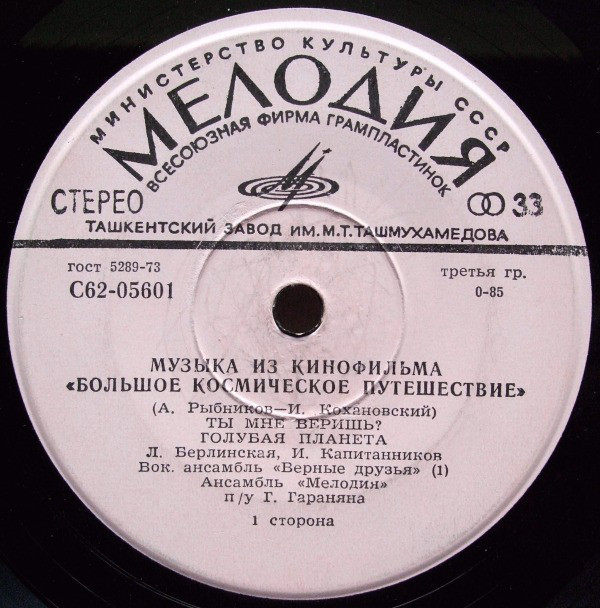 МИНИСТЕРСТВО КУЛЬТУРЫ СССР
МЕЛОДИЯ
ВСЕСОЮЗНАЯ ФИРМА ГРАМПЛАСТИНОК
СТЕРЕО
33
ТАШКЕНТСКИЙ ЗАВОД ИМ.М.Т.ТАШМУХАМЕДОВА
гост 5289-73
третья гр.
С62-05601
0-85
МУЗЫКА ИЗ КИНОФИЛЬМА
«БОЛЬШОЕ КОСМИЧЕСКОЕ ПУТЕШЕСТВИЕ»
(А. Рыбников—И. Кохановский)
ТЫ МНЕ ВЕРИШЬ?
ГОЛУБАЯ ПЛАНЕТА
Л. Берлинская, И. Капитанников
Вок. ансамбль «Верные друзья» (1)
Ансамбль «Мелодия»
п/у Г. Гараняна
1 сторона